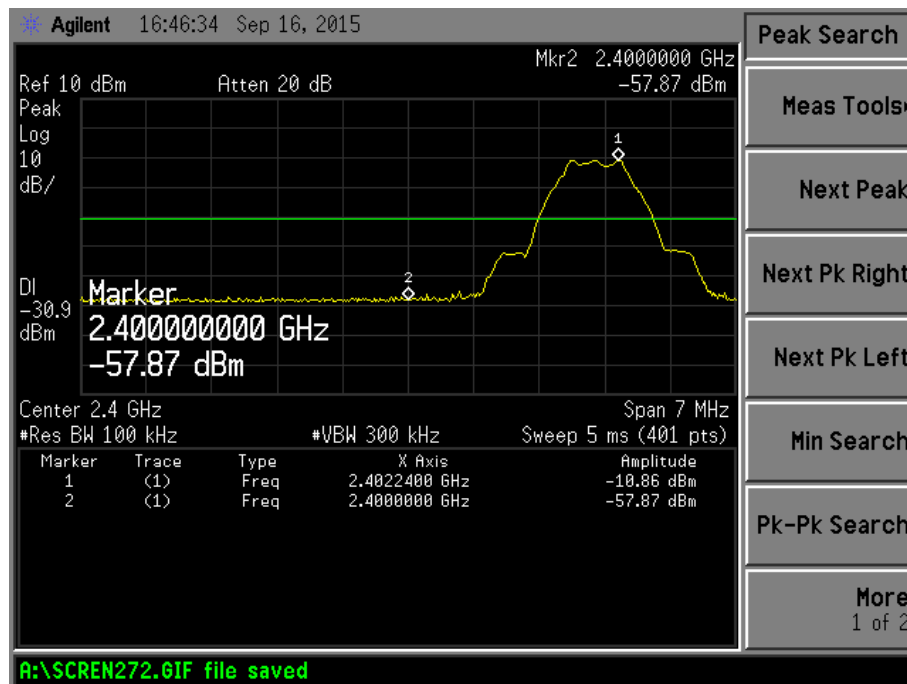 Agilent 16:46:34 Sep 16, 2015
Peak Search
Mkr2 2.4000000 GHz
Ref 10 dBm Atten 20 dB -57.87 dBm
Peak
Log
10
dB/
1
2
DI
-30.9
dBm
Marker
2.400000000 GHz
-57.87 dBm
Center 2.4 GHz Span 7 MHz
#Res BW 100 kHz #VBW 300 kHz Sweep 5 ms (401 pts)
Marker Trace Type X Axis Amplitude
1 (1) Freq 2.4022400 GHz -10.86 dBm
2 (1) Freq 2.4000000 GHz -57.87 dBm
Meas Tools
Next Peak
Next Pk Right
Next Pk Left
Min Search
Pk-Pk Search
More
1 of 2
A:\SCREN272.GIF file saved